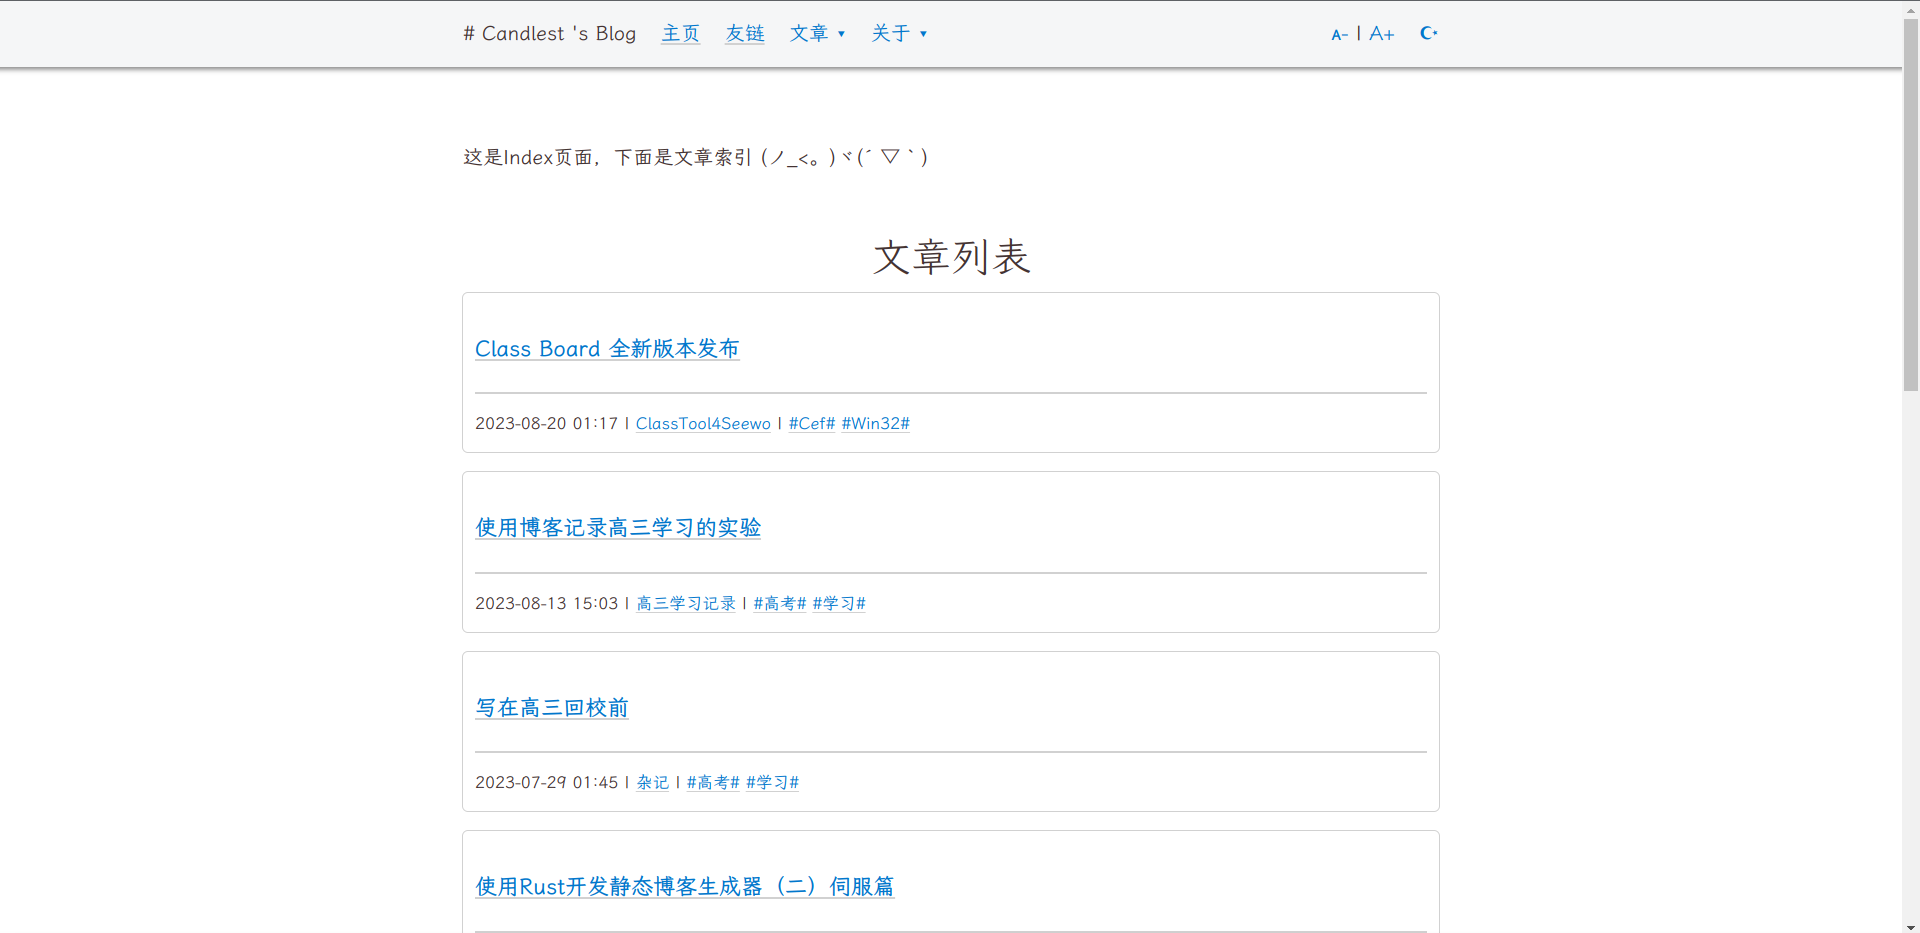 # Candlest 's Blog 主页 友链 文章 ▾ 关于 ▾ A- | A+
这是Index页面，下面是文章索引 (ノ_<。)ヾ(´ ▽ ` )
文章列表
Class Board 全新版本发布
2023-08-20 01:17 | ClassTool4Seewo | #Cef# #Win32#
使用博客记录高三学习的实验
2023-08-13 15:03 | 高三学习记录 | #高考# #学习#
写在高三回校前
2023-07-29 01:45 | 杂记 | #高考# #学习#
使用Rust开发静态博客生成器（二）伺服篇